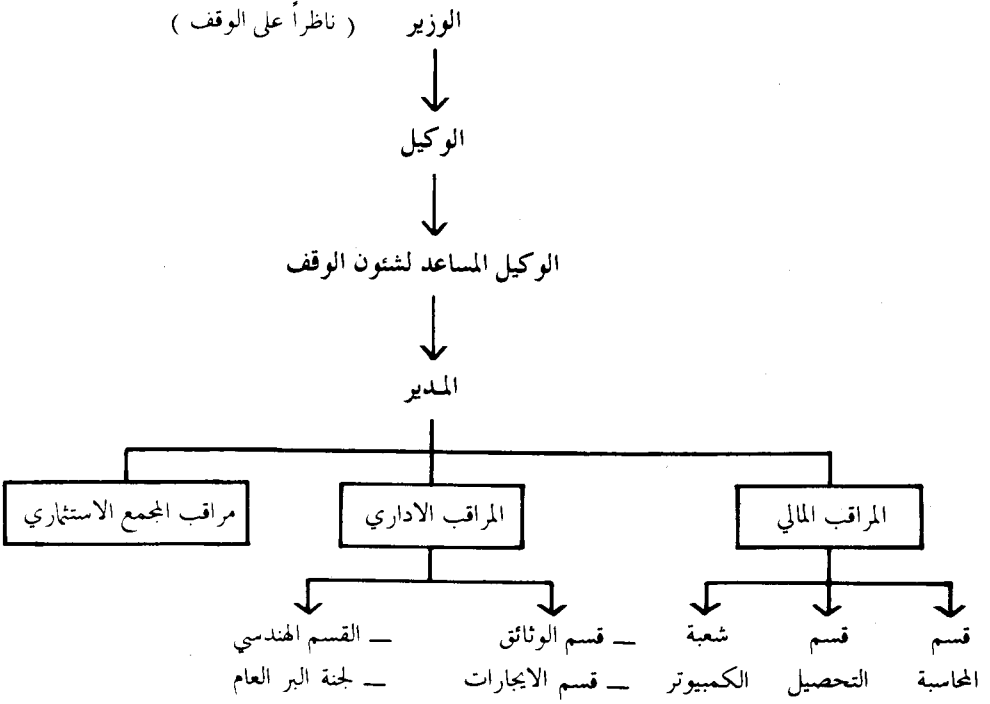 الوزير ( ناظراً على الوقف )
الوكيل
الوكيل المساعد لشئون الوقف
المدير
المراقب المالي
المراقب الاداري
مراقب المجمع الاستثماري
قسم
المحاسبة
قسم
التحصيل
شعبة
الكمبيوتر
ـ قسم الوثائق
ـ قسم الايجارات
ـ القسم الهندسي
ـ لجنة البر العام